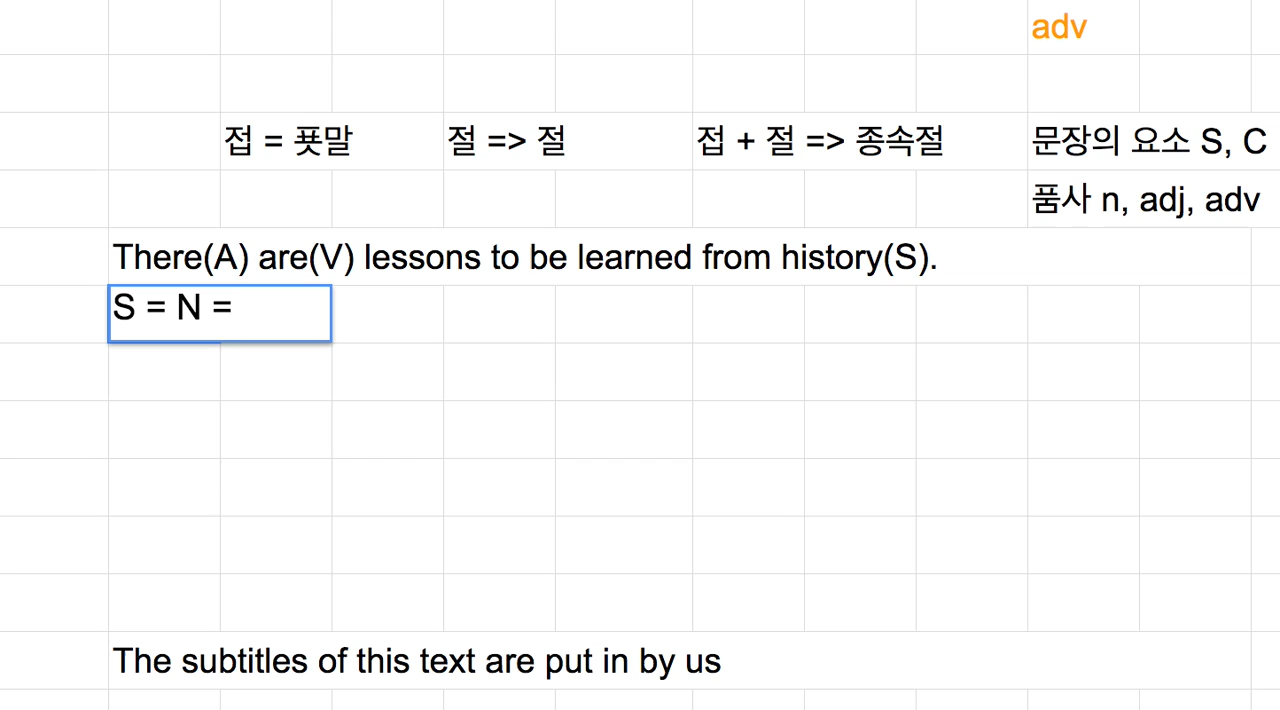 adv
접 = 푯말 절 => 절 접 + 절 => 종속절 문장의 요소 S, C
품사 n, adj, adv
There(A) are(V) lessons to be learned from history(S).
S = N =
The subtitles of this text are put in by us